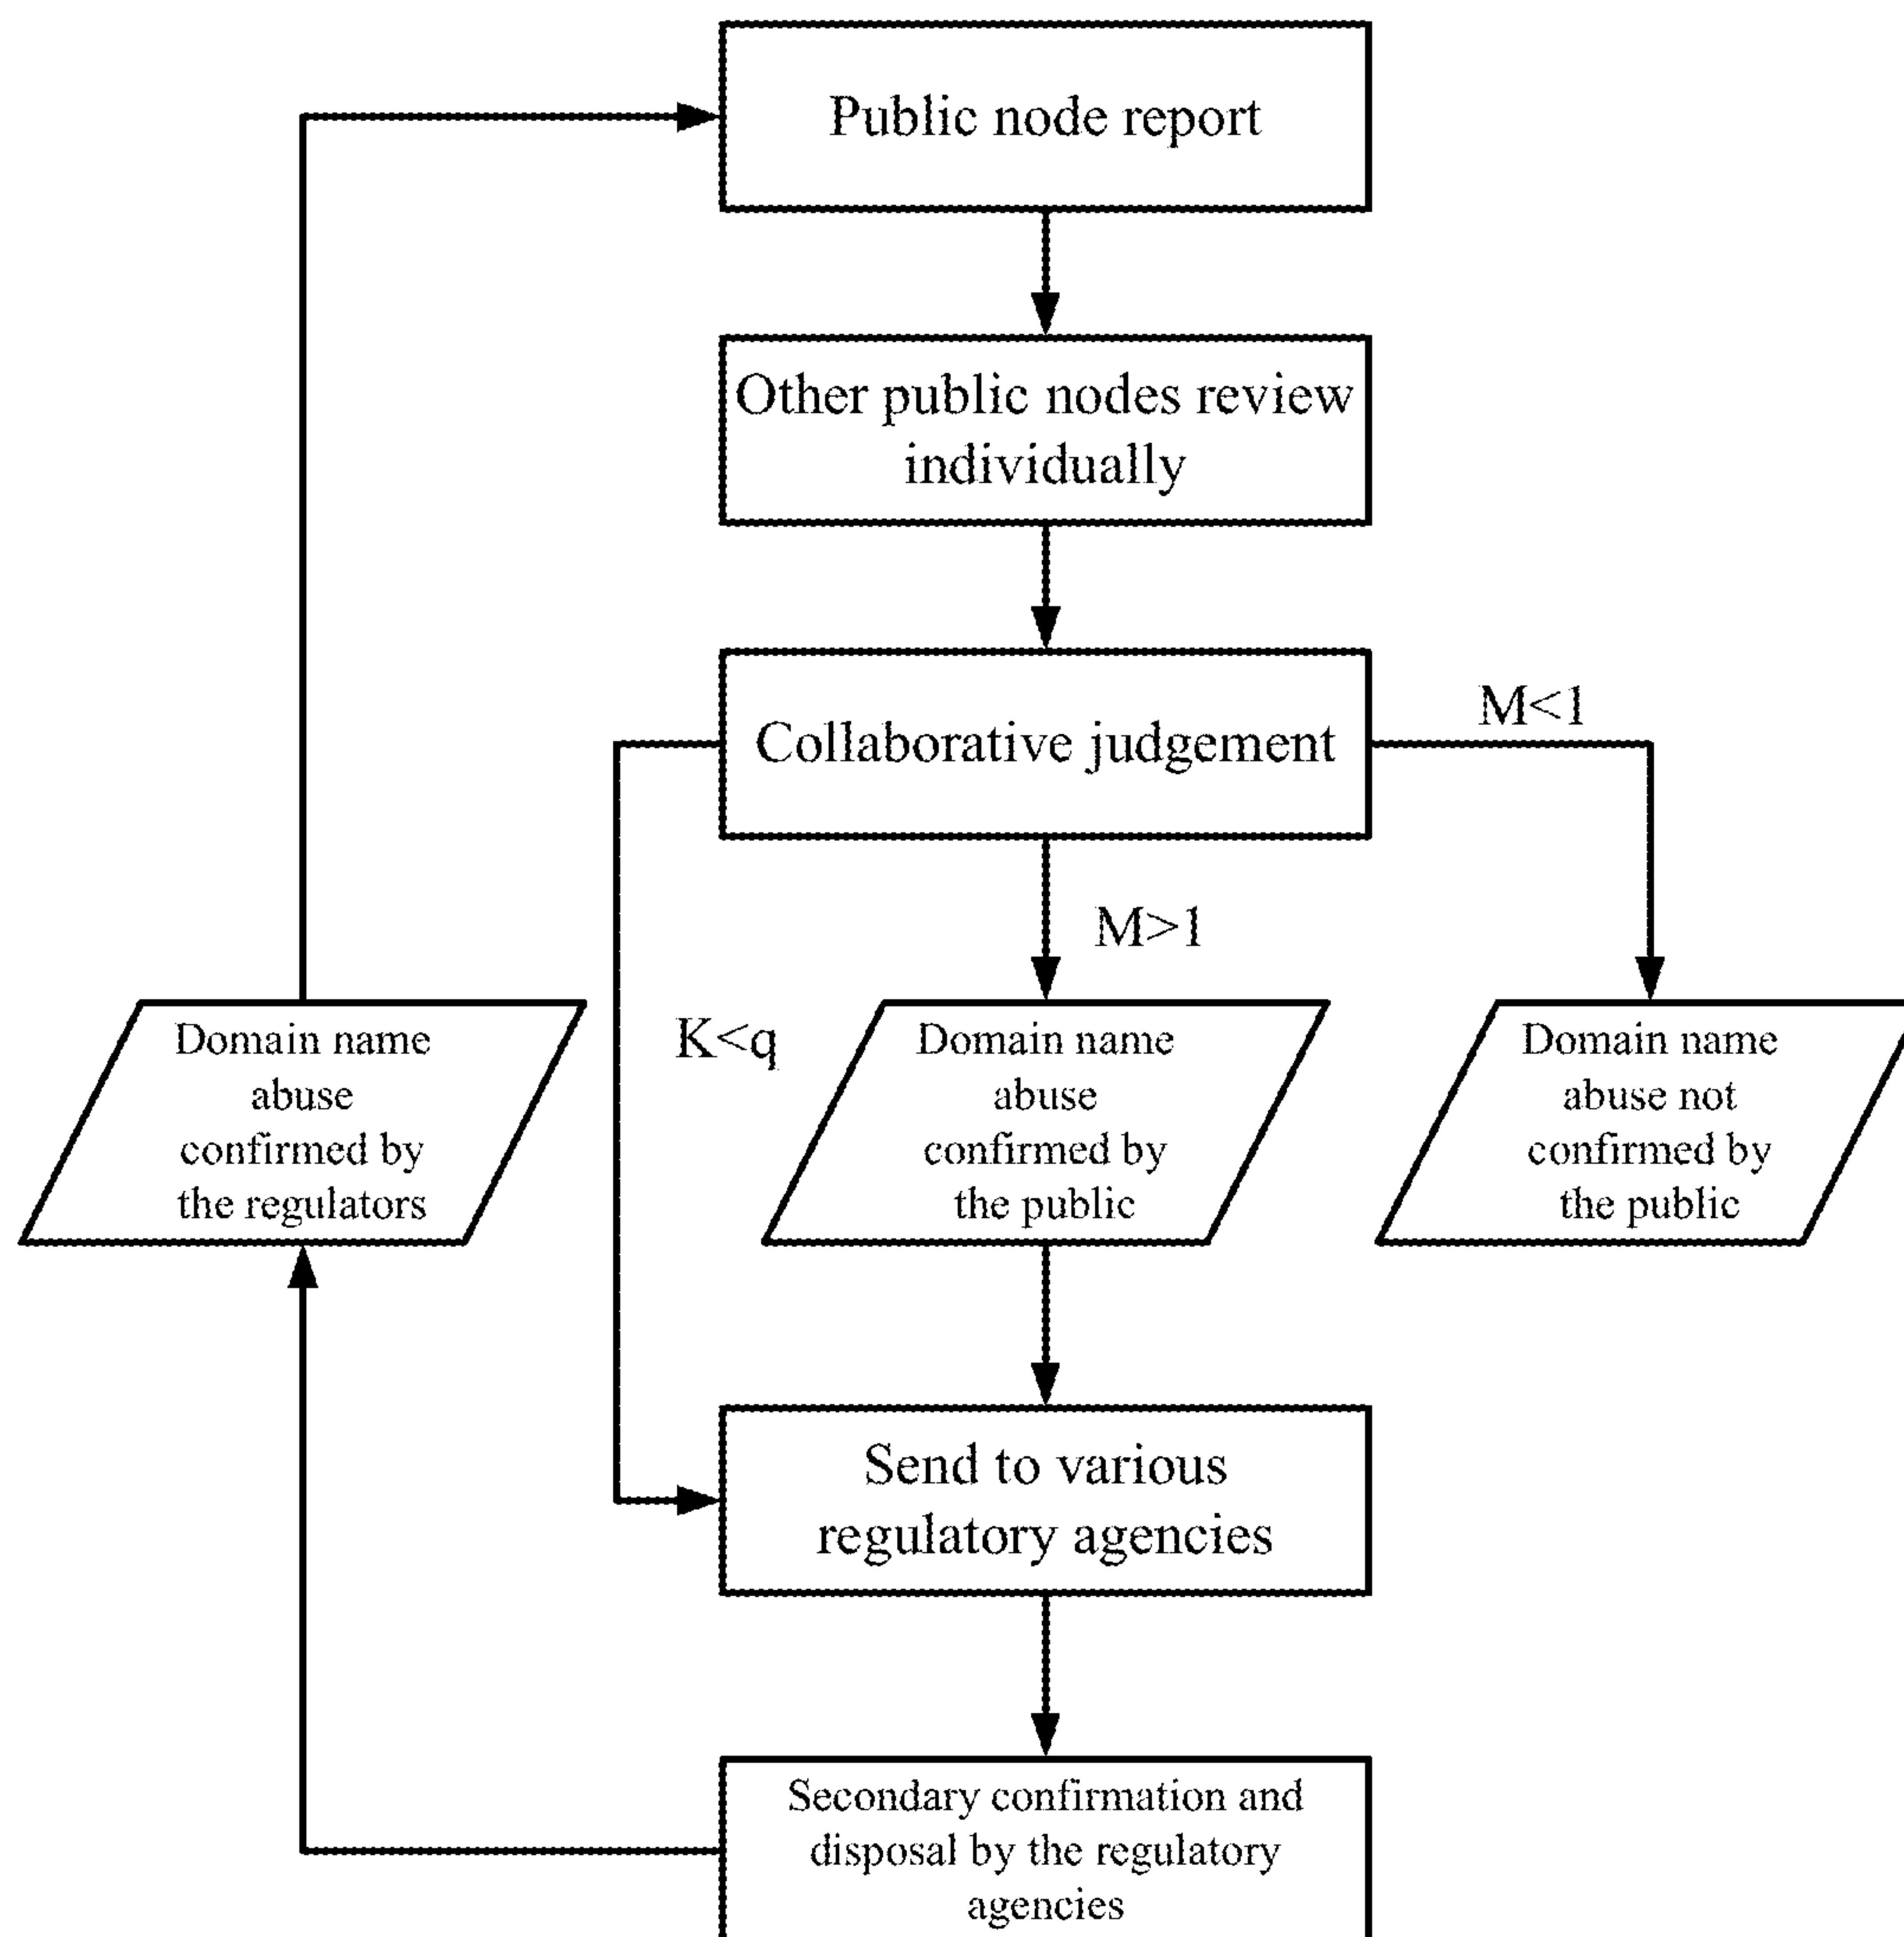 Public node report
Other public nodes review
individually
Collaborative judgement
M<1
M>1
K<q
Domain name
abuse
confirmed by
the regulators
Domain name
abuse
confirmed by
the public
Domain name
abuse not
confirmed by
the public
Send to various
regulatory agencies
Secondary confirmation and
disposal by the regulatory
agencies